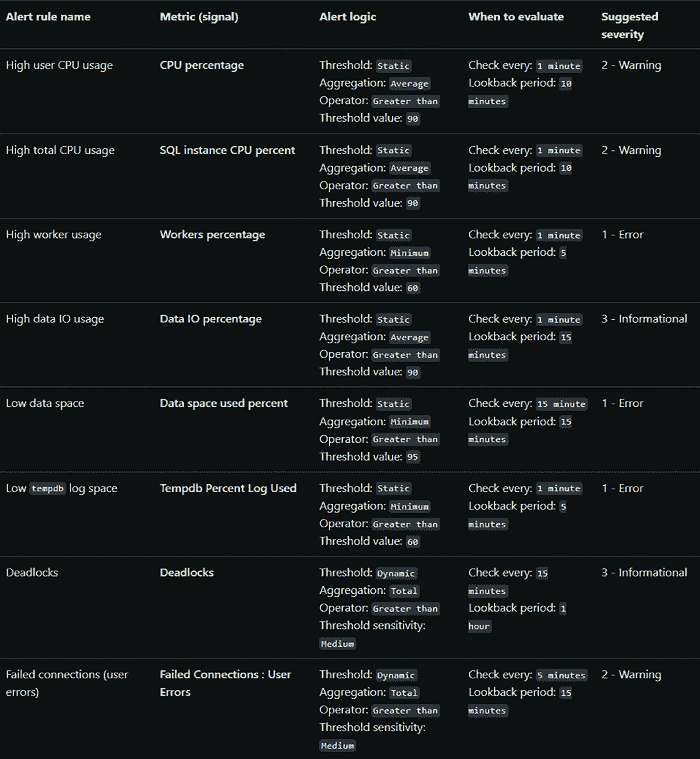 Alert rule name Metric (signal) Alert logic When to evaluate Suggested
severity
High user CPU usage CPU percentage Threshold: Static Check every: 1 minute 2 - Warning
Aggregation: Average Lookback period: 10
Operator: Greater than minutes
Threshold value: 90
High total CPU usage SQL instance CPU percent Threshold: Static Check every: 1 minute 2 - Warning
Aggregation: Average Lookback period: 10
Operator: Greater than minutes
Threshold value: 90
High worker usage Workers percentage Threshold: Static Check every: 1 minute 1 - Error
Aggregation: Minimum Lookback period: 5
Operator: Greater than minutes
Threshold value: 60
High data IO usage Data IO percentage Threshold: Static Check every: 1 minute 3 - Informational
Aggregation: Average Lookback period: 15
Operator: Greater than minutes
Threshold value: 90
Low data space Data space used percent Threshold: Static Check every: 15 minute 1 - Error
Aggregation: Minimum Lookback period: 15
Operator: Greater than minutes
Threshold value: 95
Low tempdb log space Tempdb Percent Log Used Threshold: Static Check every: 1 minute 1 - Error
Aggregation: Minimum Lookback period: 5
Operator: Greater than minutes
Threshold value: 60
Deadlocks Deadlocks Threshold: Dynamic Check every: 15 3 - Informational
Aggregation: Total minutes
Operator: Greater than Lookback period: 1
Threshold sensitivity: hour
Medium
Failed connections (user Failed Connections : User Threshold: Dynamic Check every: 5 minutes 2 - Warning
errors) Errors Aggregation: Total Lookback period: 15
Operator: Greater than minutes
Threshold sensitivity:
Medium